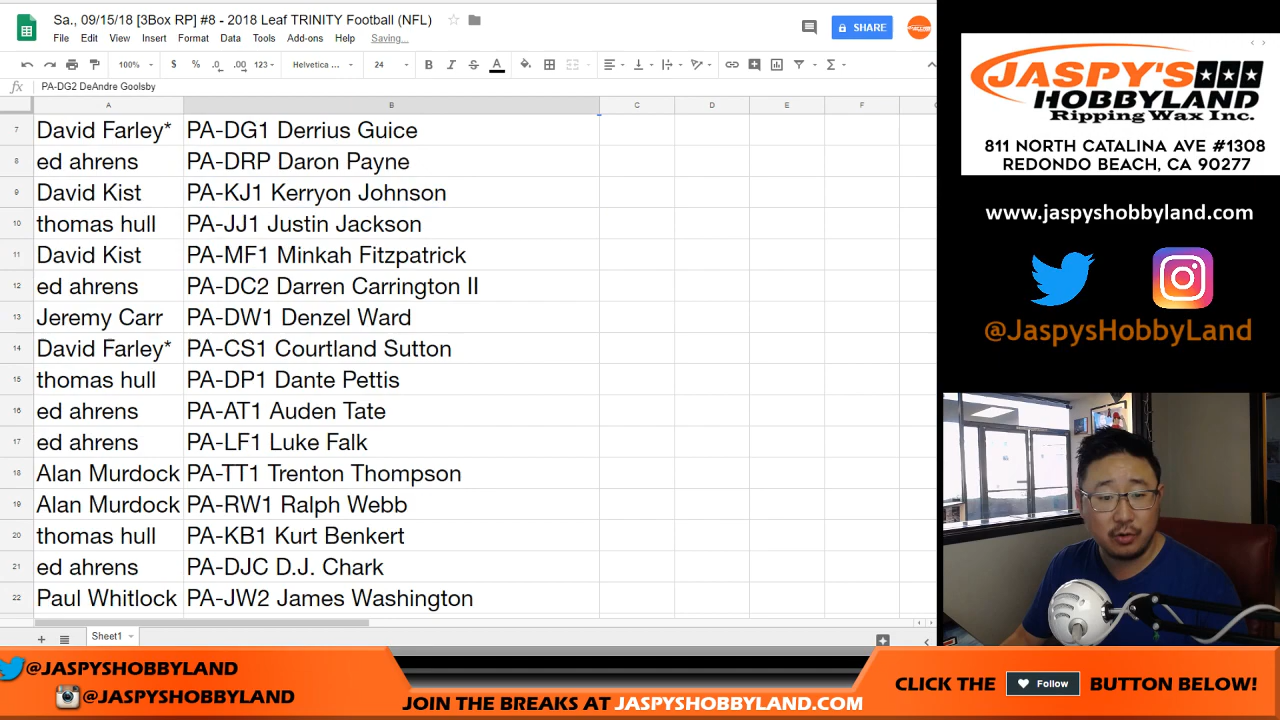 Sa., 09/15/18 [3Box RP] #8 - 2018 Leaf TRINITY Football (NFL)
File Edit View Insert Format Data Tools Add-ons Help Saving...
SHARE
100% $ % .0 .00 123 Helvetica ... 24 B I S A
fx PA-DG2 DeAndre Goolsby
A B C D E F
7 David Farley* PA-DG1 Derrius Guice
8 ed ahrens PA-DRP Daron Payne
9 David Kist PA-KJ1 Kerryon Johnson
10 thomas hull PA-JJ1 Justin Jackson
11 David Kist PA-MF1 Minkah Fitzpatrick
12 ed ahrens PA-DC2 Darren Carrington II
13 Jeremy Carr PA-DW1 Denzel Ward
14 David Farley* PA-CS1 Courtland Sutton
15 thomas hull PA-DP1 Dante Pettis
16 ed ahrens PA-AT1 Auden Tate
17 ed ahrens PA-LF1 Luke Falk
18 Alan Murdock PA-TT1 Trenton Thompson
19 Alan Murdock PA-RW1 Ralph Webb
20 thomas hull PA-KB1 Kurt Benkert
21 ed ahrens PA-DJC D.J. Chark
22 Paul Whitlock PA-JW2 James Washington
Sheet1
JASPY'S
HOBBYLAND
Ripping Wax Inc.
811 NORTH CATALINA AVE #1308
REDONDO BEACH, CA 90277
www.jaspyshobbyland.com
@JaspysHobbyLand
@JASPYSHOBBYLAND
@JASPYSHOBBYLAND
JOIN THE BREAKS AT JASPYSHOBBYLAND.COM
CLICK THE Follow BUTTON BELOW!